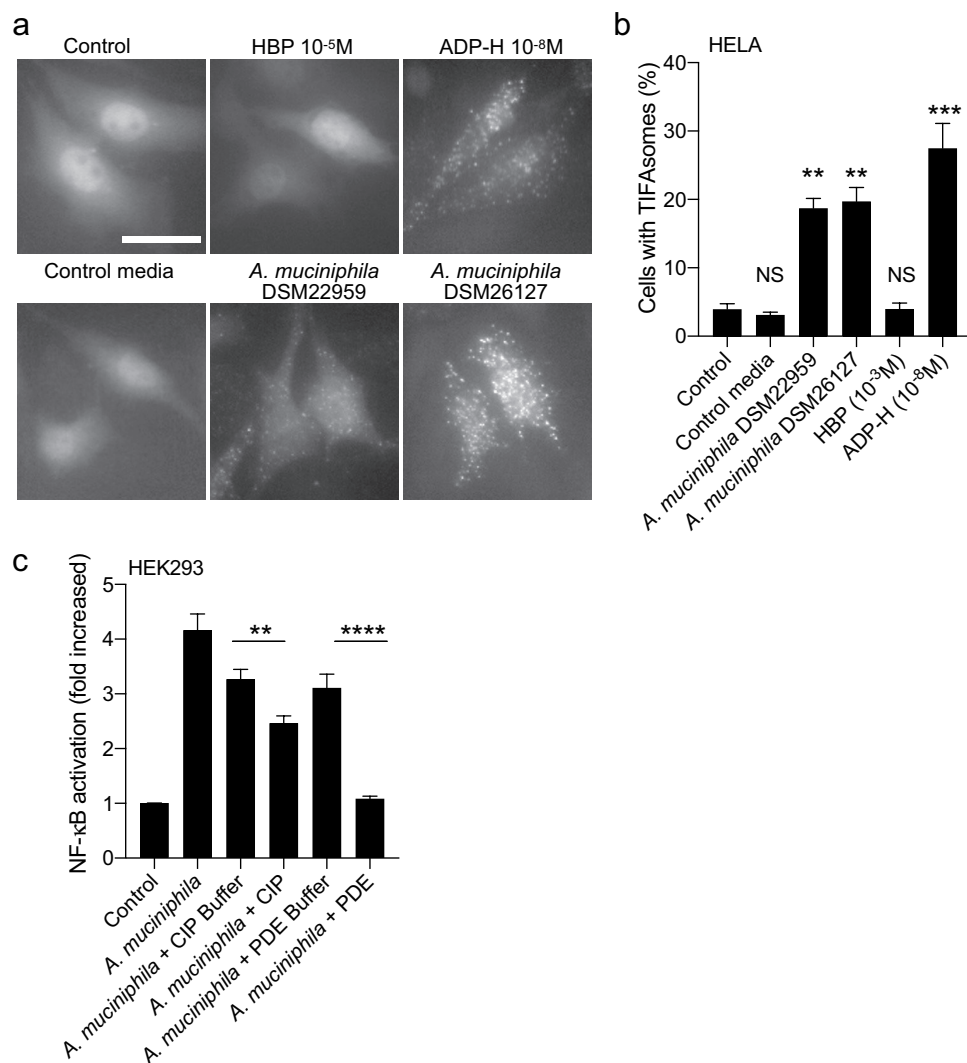 a
Control
HBP 10⁻⁵M
ADP-H 10⁻⁸M
Control media
A. muciniphila
DSM22959
A. muciniphila
DSM26127
b
HELA
Cells with TIFAsomes (%)
40
30
20
10
0
NS
**
**
NS
***
Control
Control media
A. muciniphila DSM22959
A. muciniphila DSM26127
HBP (10⁻³M)
ADP-H (10⁻⁸M)
c
HEK293
NF-κB activation (fold increased)
5
4
3
2
1
0
**
****
Control
A. muciniphila
A. muciniphila + CIP Buffer
A. muciniphila + CIP
A. muciniphila + PDE Buffer
A. muciniphila + PDE